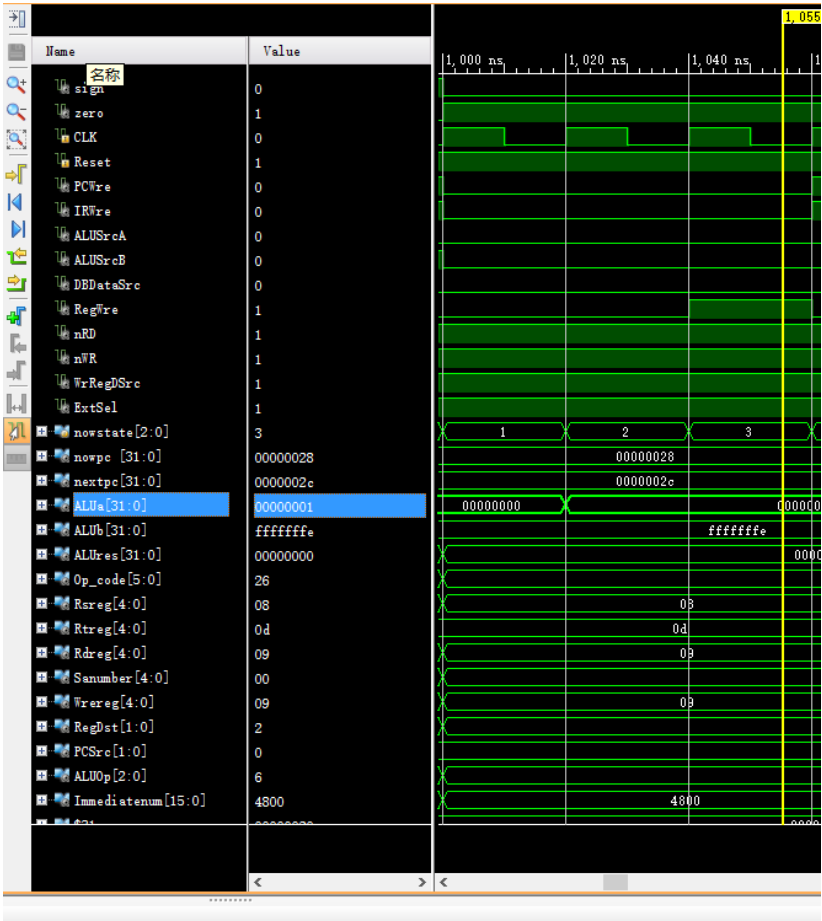 1,055
Name Value
1,000 ns 1,020 ns 1,040 ns 1
名称
sign 0
zero 1
CLK 0
Reset 1
PCWre 0
IRWre 0
ALUSrcA 0
ALUSrcB 0
DBDataSrc 0
RegWre 1
nRD 1
nWR 1
WrRegDSrc 1
ExtSel 1
nowstate[2:0] 3 1 2 3
nowpc [31:0] 00000028 00000028
nextpc[31:0] 0000002c 0000002c
ALUa[31:0] 00000001 00000000 000000
ALUb[31:0] fffffffe fffffffe
ALUres[31:0] 00000000 0000
Op_code[5:0] 26
Rsreg[4:0] 08 08
Rtreg[4:0] 0d 0d
Rdreg[4:0] 09 09
Sanumber[4:0] 00
Wrereg[4:0] 09 09
RegDst[1:0] 2
PCSrc[1:0] 0
ALUOp[2:0] 6
Immediatenum[15:0] 4800 4800